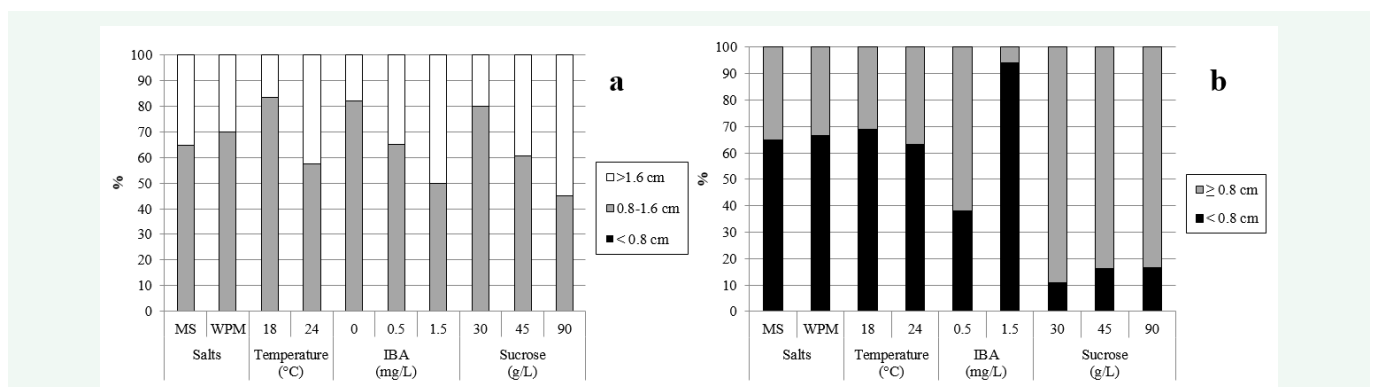 a
%
100
90
80
70
60
50
40
30
20
10
0
MS WPM 18 24 0 0.5 1.5 30 45 90
Salts Temperature IBA Sucrose
(°C) (mg/L) (g/L)
>1.6 cm
0.8-1.6 cm
< 0.8 cm
b
%
100
90
80
70
60
50
40
30
20
10
0
MS WPM 18 24 0.5 1.5 30 45 90
Salts Temperature IBA Sucrose
(°C) (mg/L) (g/L)
≥ 0.8 cm
< 0.8 cm